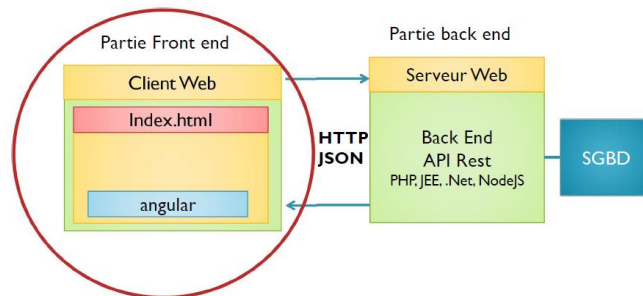 Partie Front end
Client Web
Index.html
angular
HTTP
JSON
Partie back end
Serveur Web
Back End
API Rest
PHP, JEE, .Net, NodeJS
SGBD